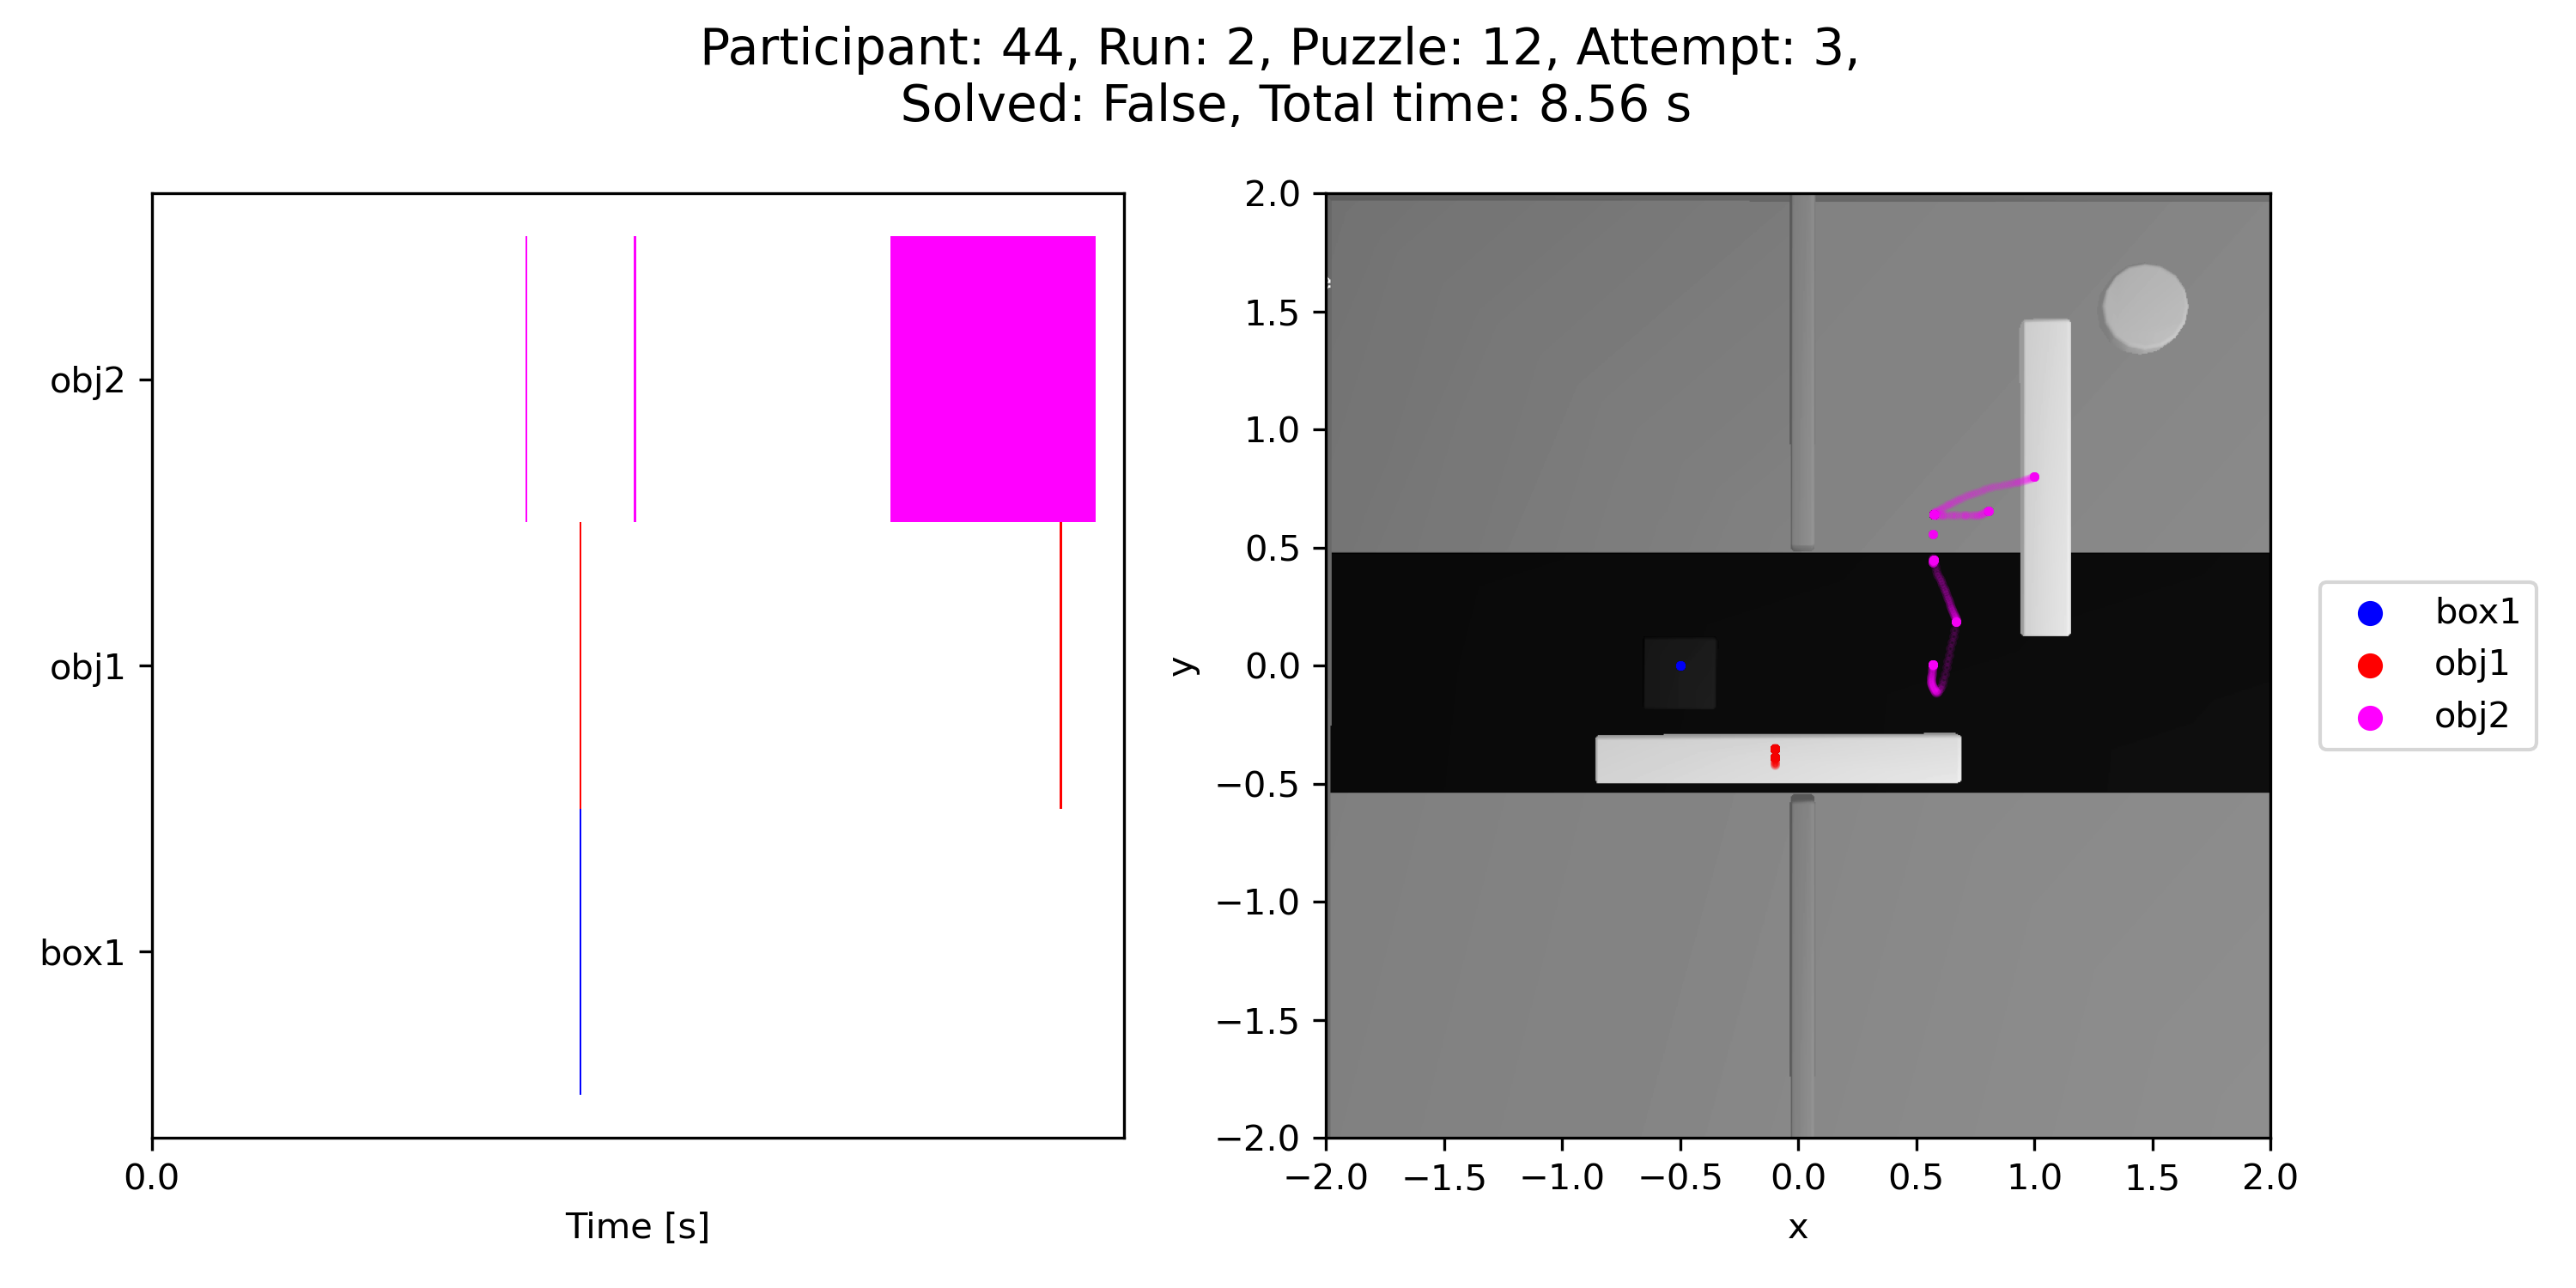 Participant: 44, Run: 2, Puzzle: 12, Attempt: 3,
Solved: False, Total time: 8.56 s
obj2
obj1
box1
0.0
Time [s]
2.0
1.5
1.0
0.5
0.0
−0.5
−1.0
−1.5
−2.0
y
−2.0 −1.5 −1.0 −0.5 0.0 0.5 1.0 1.5 2.0
x
box1
obj1
obj2